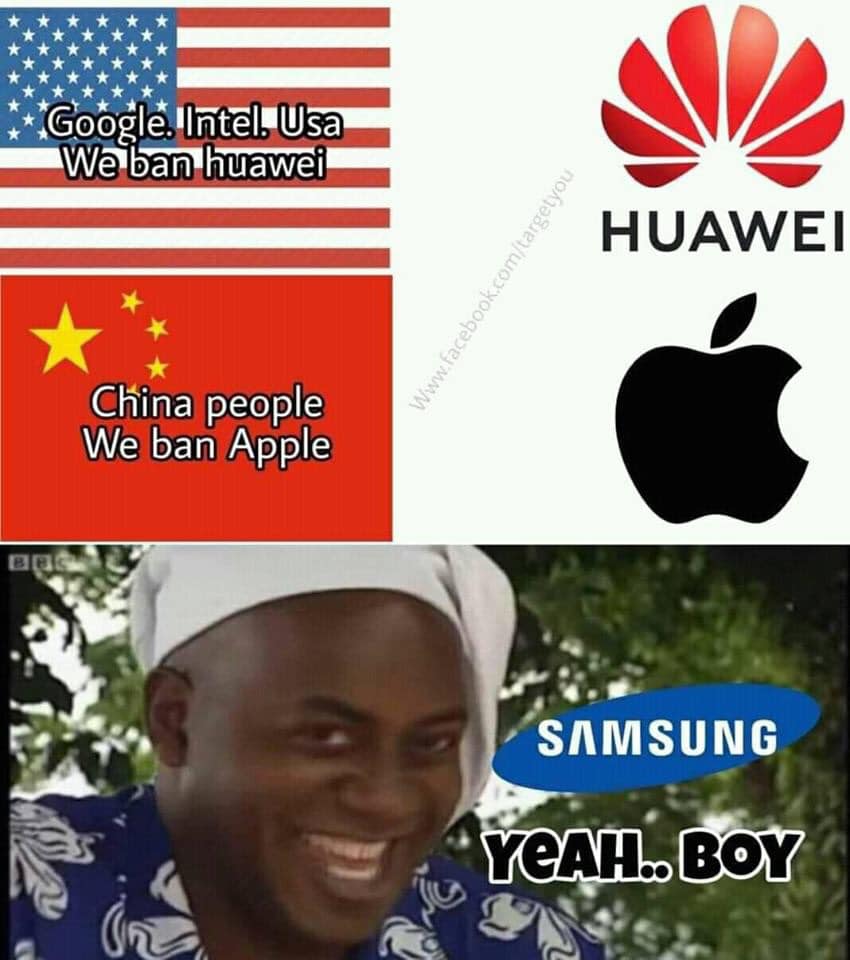 Google. Intel. Usa
We ban huawei
HUAWEI
Www.facebook.com/targetyou
China people
We ban Apple
BBC
SAMSUNG
YeAH.. BOY